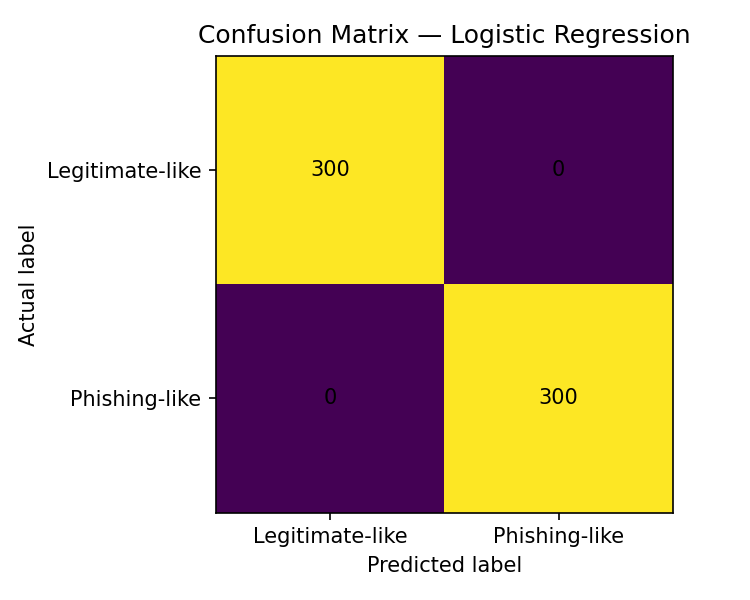 Confusion Matrix — Logistic Regression
Actual label
Legitimate-like
300
0
Phishing-like
0
300
Legitimate-like
Phishing-like
Predicted label